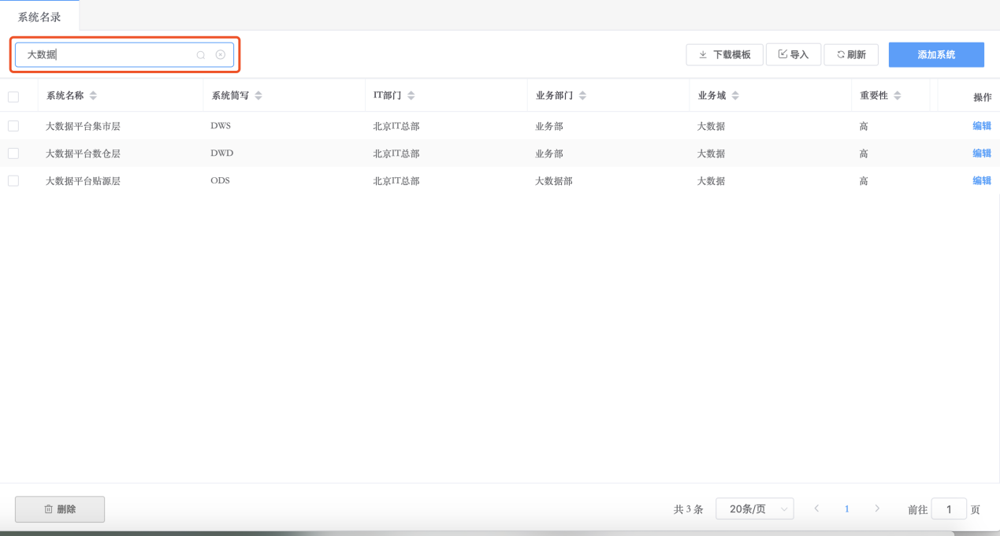 系统名录
大数据
下载模板 导入 刷新 添加系统
系统名称 系统简写 IT部门 业务部门 业务域 重要性 操作
大数据平台集市层 DWS 北京IT总部 业务部 大数据 高 编辑
大数据平台数仓层 DWD 北京IT总部 业务部 大数据 高 编辑
大数据平台贴源层 ODS 北京IT总部 大数据部 大数据 高 编辑
删除 共 3 条 20条/页 1 前往 1 页